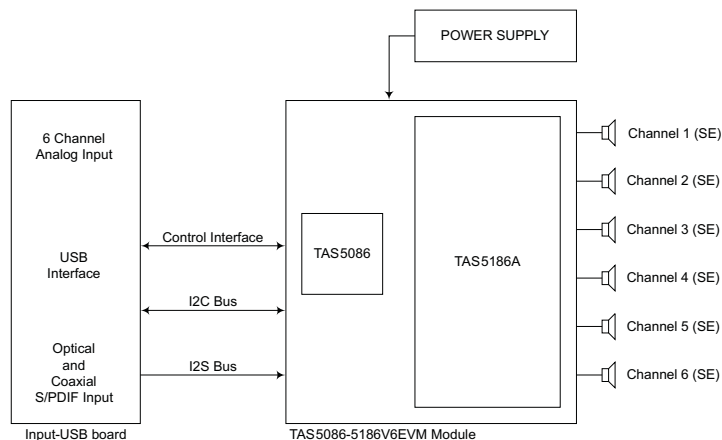 POWER SUPPLY
6 Channel
Analog Input
USB
Interface
Optical
and
Coaxial
S/PDIF Input
Input-USB board
Control Interface
I2C Bus
I2S Bus
TAS5086
TAS5186A
TAS5086-5186V6EVM Module
Channel 1 (SE)
Channel 2 (SE)
Channel 3 (SE)
Channel 4 (SE)
Channel 5 (SE)
Channel 6 (SE)